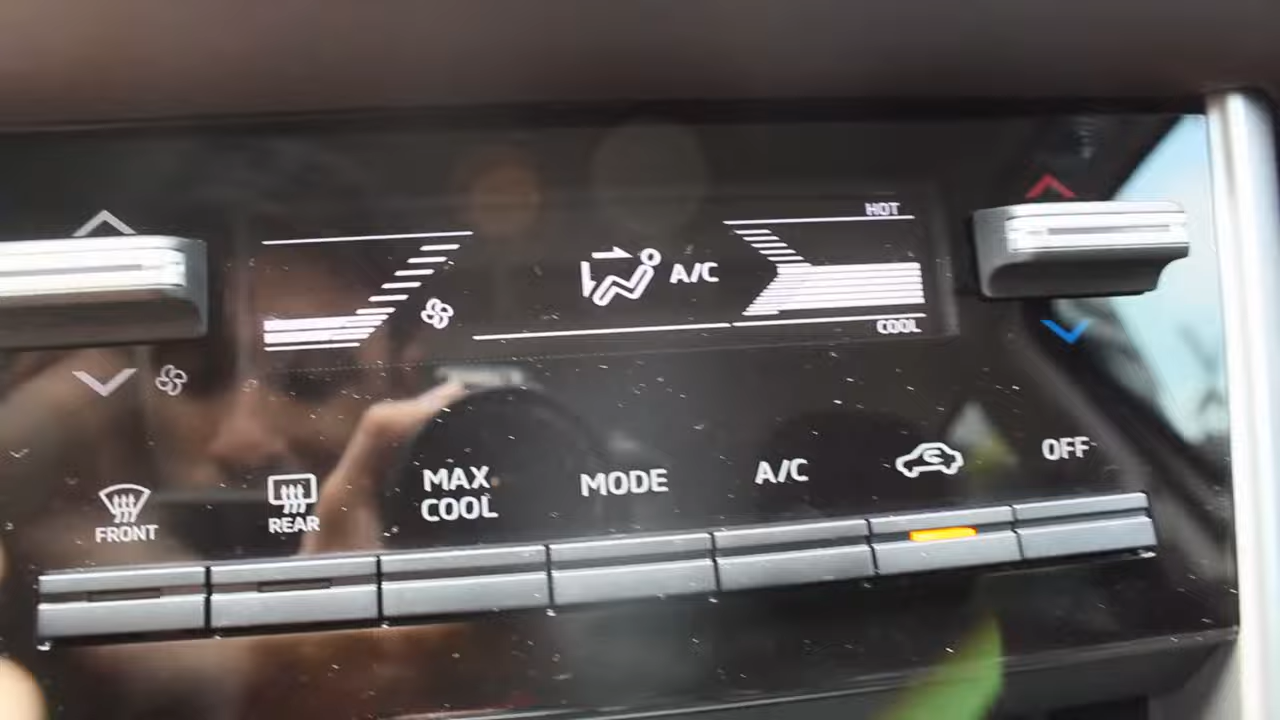 HOT
A/C
COOL
FRONT
REAR
MAX
COOL
MODE
A/C
OFF